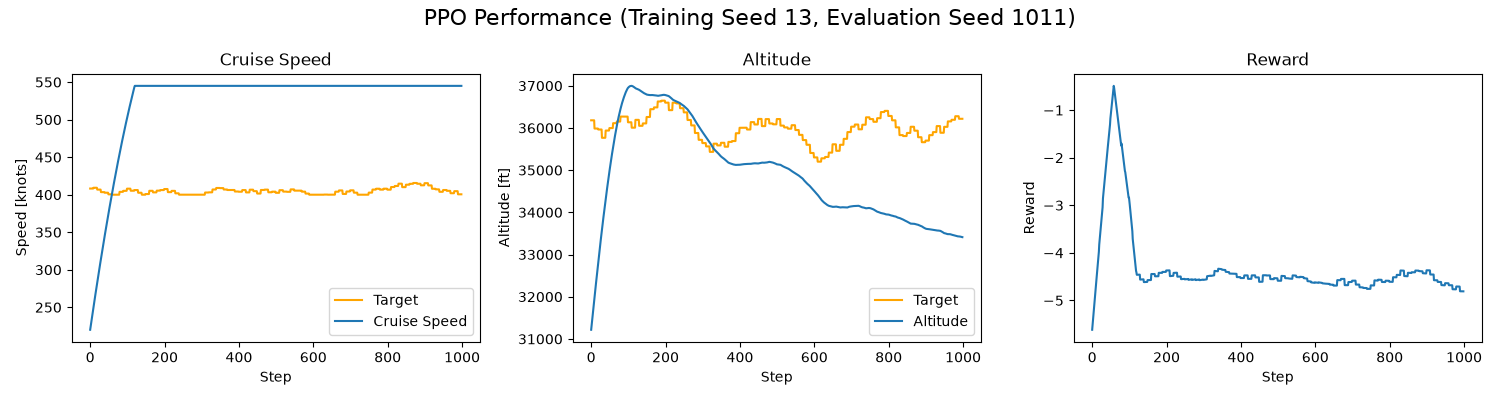 PPO Performance (Training Seed 13, Evaluation Seed 1011)
Cruise Speed
550
500
450
400
350
300
250
Speed [knots]
0 200 400 600 800 1000
Step
Target
Cruise Speed
Altitude
37000
36000
35000
34000
33000
32000
31000
Altitude [ft]
0 200 400 600 800 1000
Step
Target
Altitude
Reward
−1
−2
−3
−4
−5
Reward
0 200 400 600 800 1000
Step